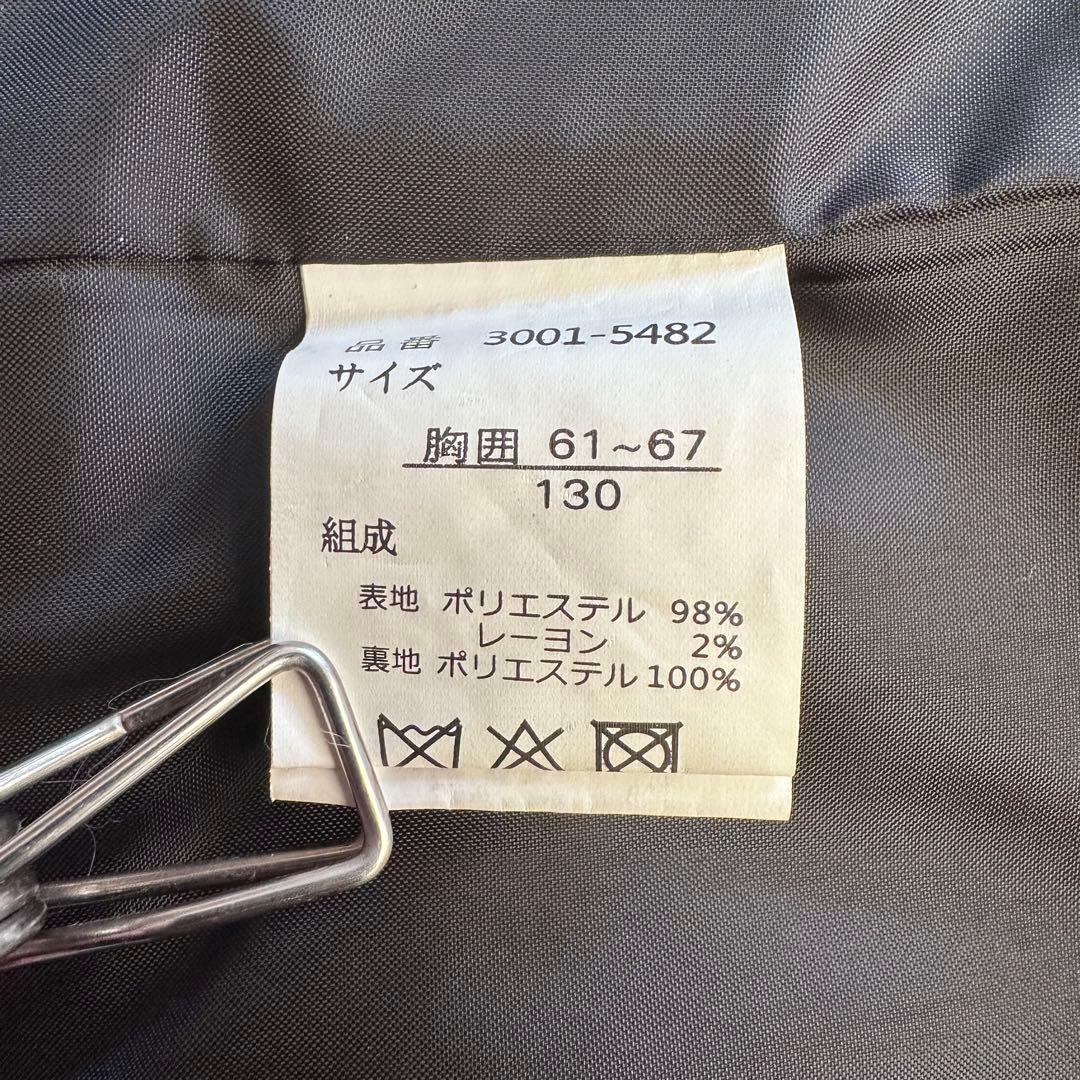 品番 3001-5482
サイズ
胸囲 61~67
130
組成
表地 ポリエステル 98%
レーヨン 2%
裏地 ポリエステル 100%